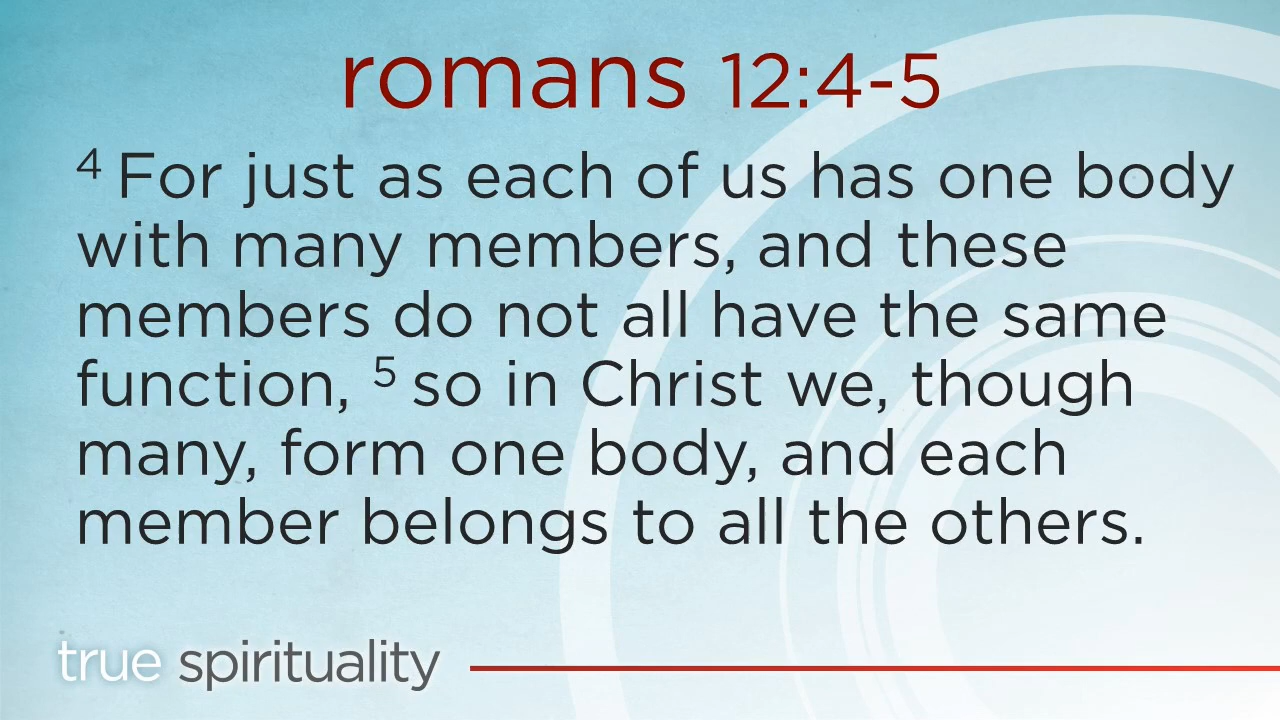 romans 12:4-5
4 For just as each of us has one body
with many members, and these
members do not all have the same
function, 5 so in Christ we, though
many, form one body, and each
member belongs to all the others.
true spirituality